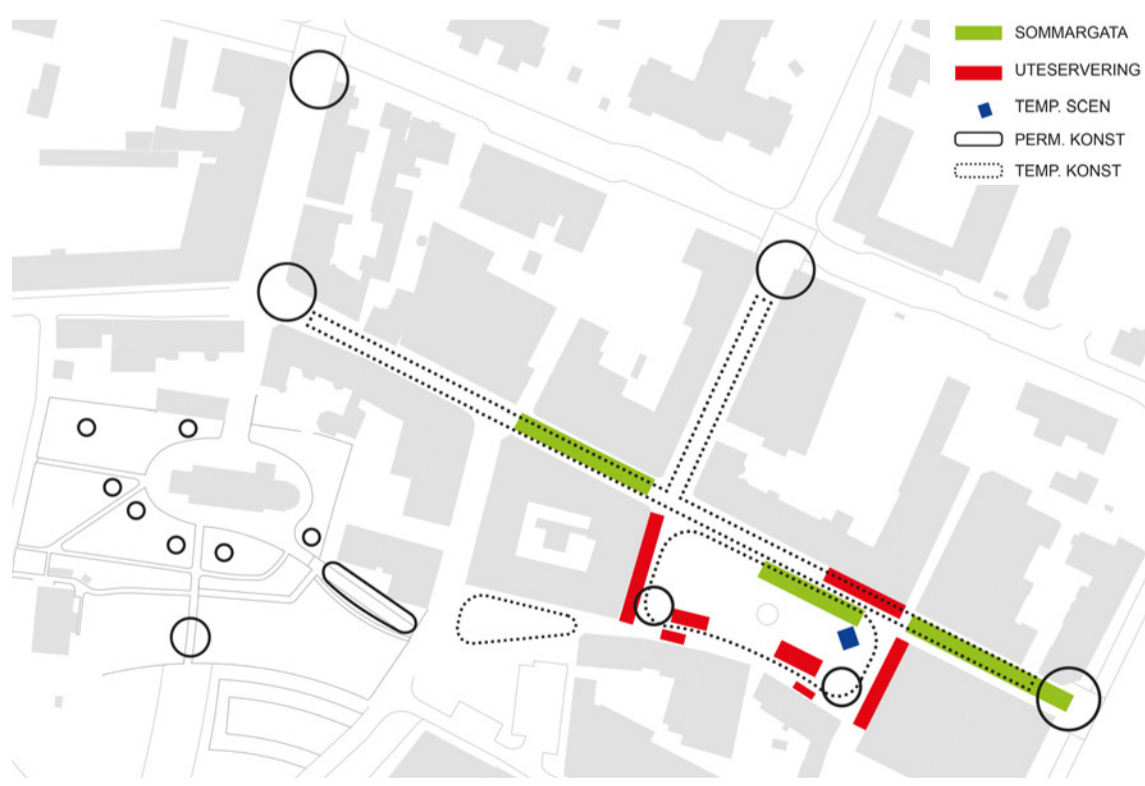 SOMMARGATA
UTESERVERING
TEMP. SCEN
PERM. KONST
TEMP. KONST